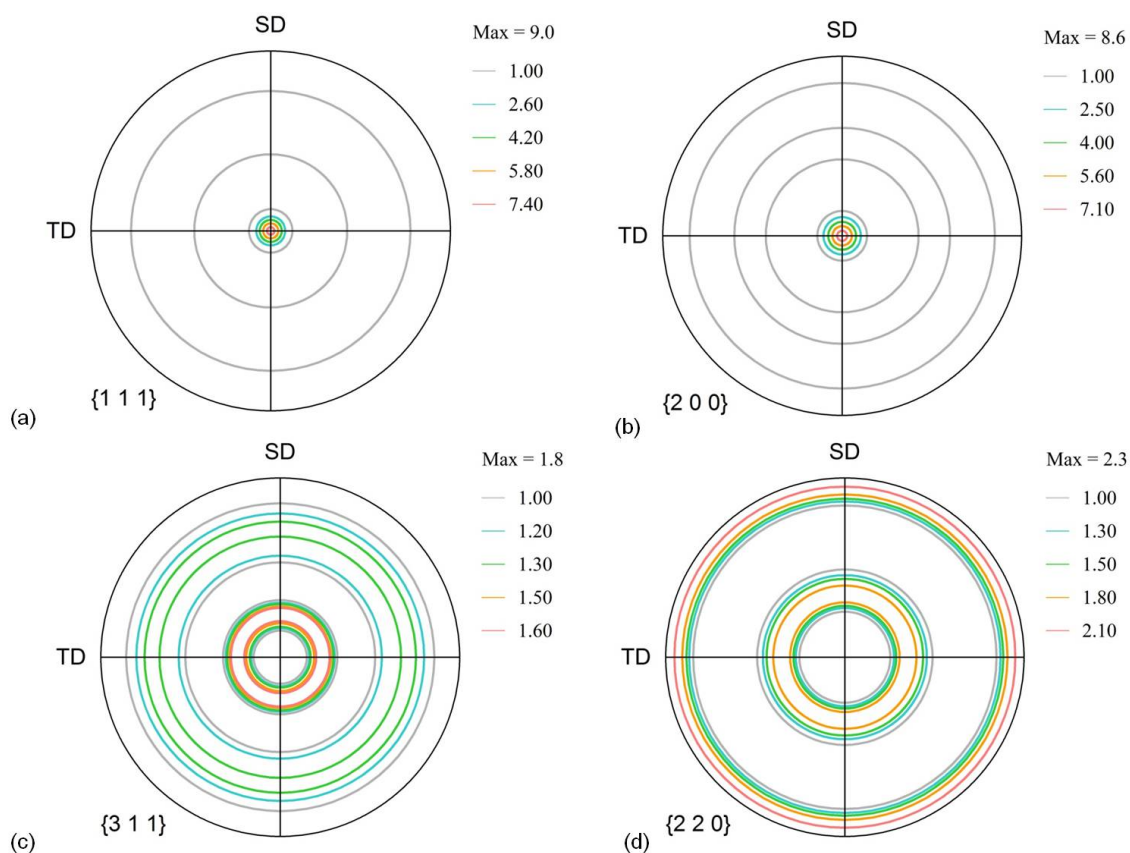 SD
Max = 9.0
1.00
2.60
4.20
5.80
7.40
TD
{1 1 1}
(a)
SD
Max = 8.6
1.00
2.50
4.00
5.60
7.10
TD
{2 0 0}
(b)
SD
Max = 1.8
1.00
1.20
1.30
1.50
1.60
TD
{3 1 1}
(c)
SD
Max = 2.3
1.00
1.30
1.50
1.80
2.10
TD
{2 2 0}
(d)